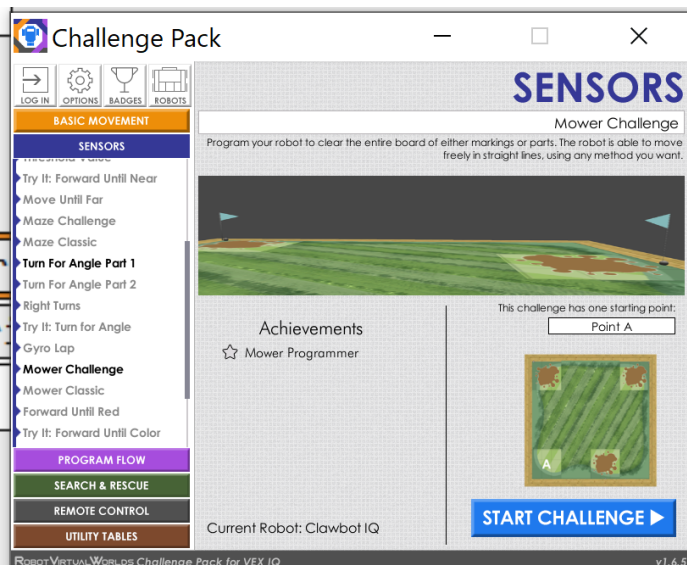 Challenge Pack
LOG IN
OPTIONS
BADGES
ROBOTS
BASIC MOVEMENT
SENSORS
Threshold Value
Try It: Forward Until Near
Move Until Far
Maze Challenge
Maze Classic
Turn For Angle Part 1
Turn For Angle Part 2
Right Turns
Try It: Turn for Angle
Gyro Lap
Mower Challenge
Mower Classic
Forward Until Red
Try It: Forward Until Color
PROGRAM FLOW
SEARCH & RESCUE
REMOTE CONTROL
UTILITY TABLES
SENSORS
Mower Challenge
Program your robot to clear the entire board of either markings or parts. The robot is able to move
freely in straight lines, using any method you want.
Achievements
Mower Programmer
Current Robot: Clawbot IQ
This challenge has one starting point:
Point A
A
START CHALLENGE
ROBOTVIRTUALWORLDS Challenge Pack for VEX IQ
v1.6.5